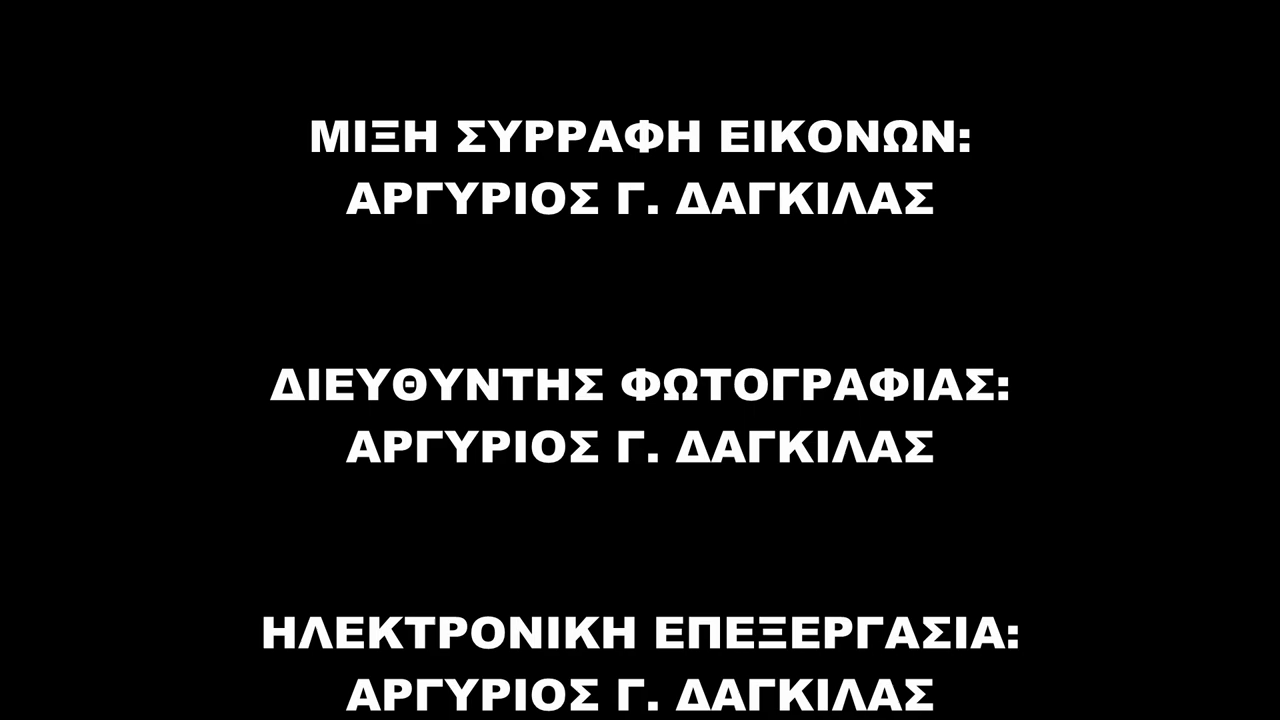 ΜΙΞΗ ΣΥΡΡΑΦΗ ΕΙΚΟΝΩΝ:
ΑΡΓΥΡΙΟΣ Γ. ΔΑΓΚΙΛΑΣ
ΔΙΕΥΘΥΝΤΗΣ ΦΩΤΟΓΡΑΦΙΑΣ:
ΑΡΓΥΡΙΟΣ Γ. ΔΑΓΚΙΛΑΣ
ΗΛΕΚΤΡΟΝΙΚΗ ΕΠΕΞΕΡΓΑΣΙΑ:
ΑΡΓΥΡΙΟΣ Γ. ΔΑΓΚΙΛΑΣ